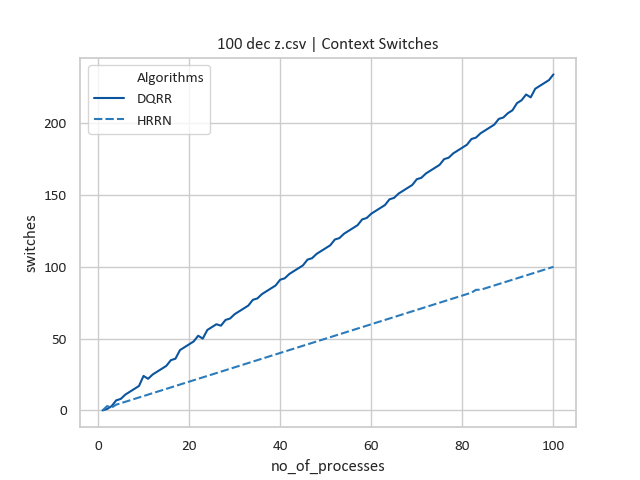 100 dec z.csv | Context Switches
Algorithms
DQRR
HRRN
switches
200
150
100
50
0
0 20 40 60 80 100
no_of_processes